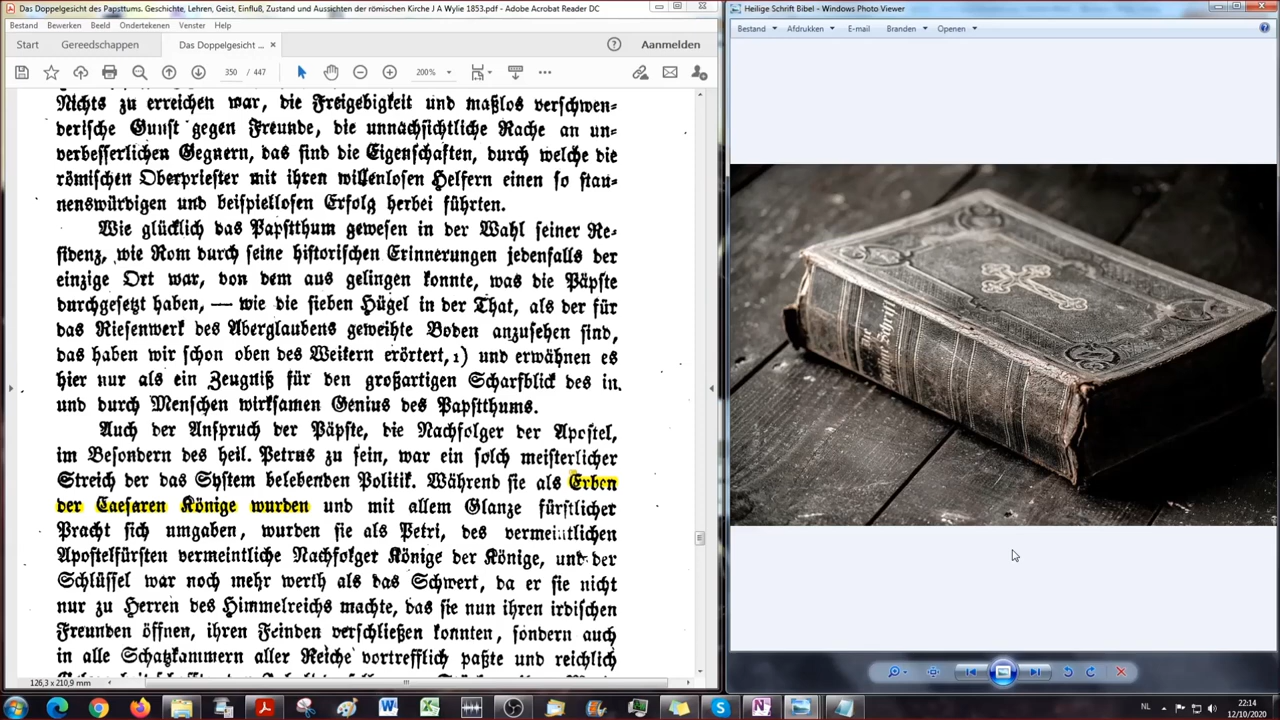 Das Doppelgesicht des Papsttums. Geschichte, Lehren, Geist, Einfluß, Zustand und Aussichten der römischen Kirche J A Wylie 1853.pdf - Adobe Acrobat Reader DC
Bestand Bewerken Beeld Ondertekenen Venster Help
Start Gereedschappen Das Doppelgesicht ... × Aanmelden
350 / 447 200%
Nichts zu erreichen war, die Freigebigkeit und maßlos verschwen-
derische Gunst gegen Freunde, die unnachsichtliche Rache an un-
verbesserlichen Gegnern, das sind die Eigenschaften, durch welche die
römischen Oberpriester mit ihren willenlosen Helfern einen so stau-
nenswürdigen und beispiellosen Erfolg herbei führten.
Wie glücklich das Papstthum gewesen in der Wahl seiner Re-
sidenz, wie Rom durch seine historischen Erinnerungen jedenfalls der
einzige Ort war, von dem aus gelingen konnte, was die Päpste
durchgesetzt haben, — wie die sieben Hügel in der That, als der für
das Riesenwerk des Aberglaubens geweihte Boden anzusehen sind,
das haben wir schon oben des Weitern erörtert,1) und erwähnen es
hier nur als ein Zeugniß für den großartigen Scharfblick des in
und durch Menschen wirksamen Genius des Papstthums.
Auch der Anspruch der Päpste, die Nachfolger der Apostel,
im Besondern des heil. Petrus zu sein, war ein solch meisterlicher
Streich der das System belebenden Politik. Während sie als Erben
der Caesaren Könige wurden und mit allem Glanze fürstlicher
Pracht sich umgaben, wurden sie als Petri, des vermeintlichen
Apostelfürsten vermeintliche Nachfolger Könige der Könige, und der
Schlüssel war noch mehr werth als das Schwert, da er sie nicht
nur zu Herren des Himmelreichs machte, das sie nun ihren irdischen
Freunden öffnen, ihren Feinden verschließen konnten, sondern auch
in alle Schatzkammern aller Reiche vortrefflich paßte und reichlich
126,3 x 210,9 mm
Heilige Schrift Bibel - Windows Photo Viewer
Bestand Afdrukken E-mail Branden Openen
Die
Heilige Schrift
NL 22:14
12/10/2020